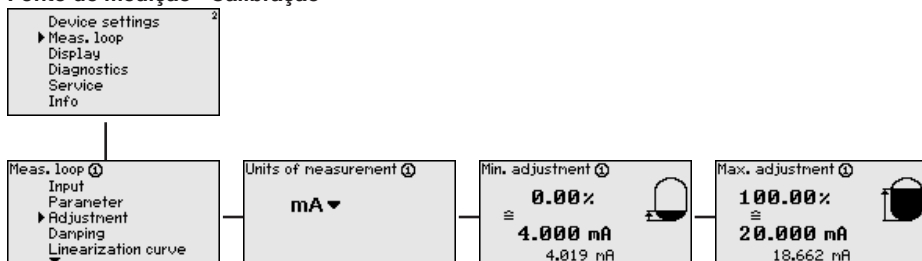 Ponto de medição - Calibração
Device settings
2
▶Meas. loop
Display
Diagnostics
Service
Info
Meas. loop ①
Input
Parameter
▶Adjustment
Damping
Linearization curve
▼
Units of measurement ①
mA▼
Min. adjustment ①
0.00%
≙
4.000 mA
4.019 mA
Max. adjustment ①
100.00%
≙
20.000 mA
18.662 mA